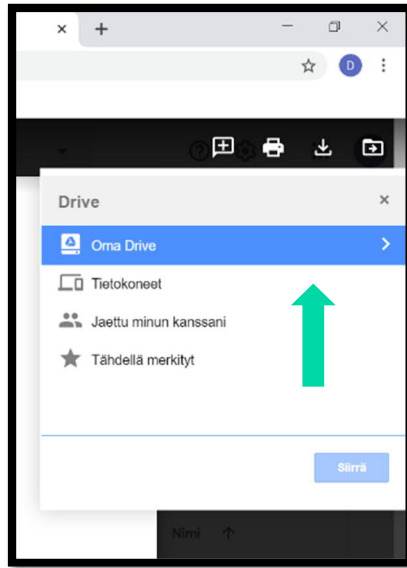 D
Drive
Oma Drive
Tietokoneet
Jaettu minun kanssani
Tähdellä merkityt
Siirrä
Nimi